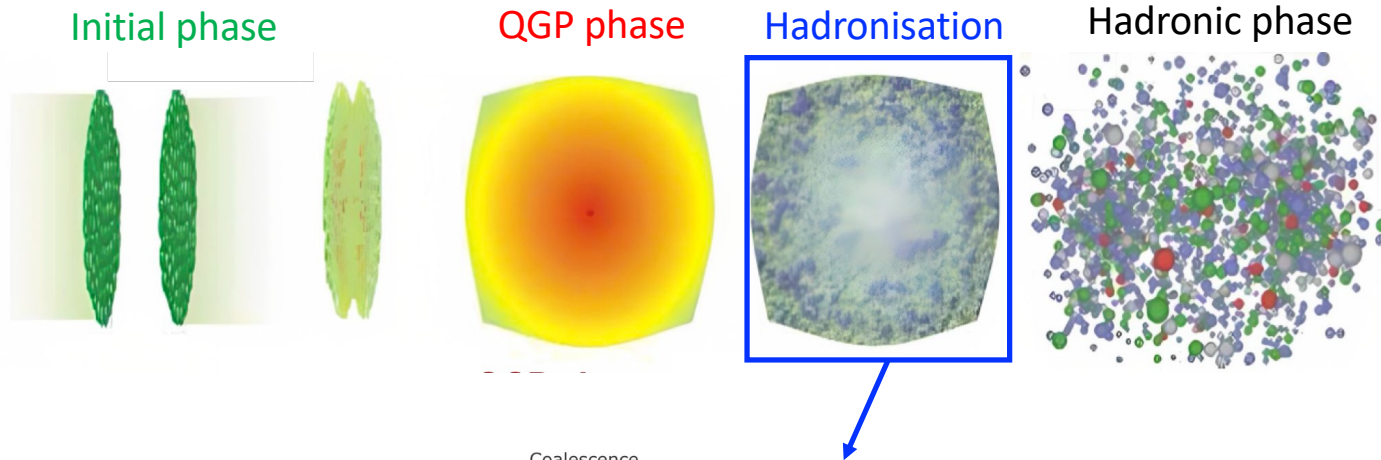 Initial phase
QGP phase
Hadronisation
Hadronic phase
Coalescence